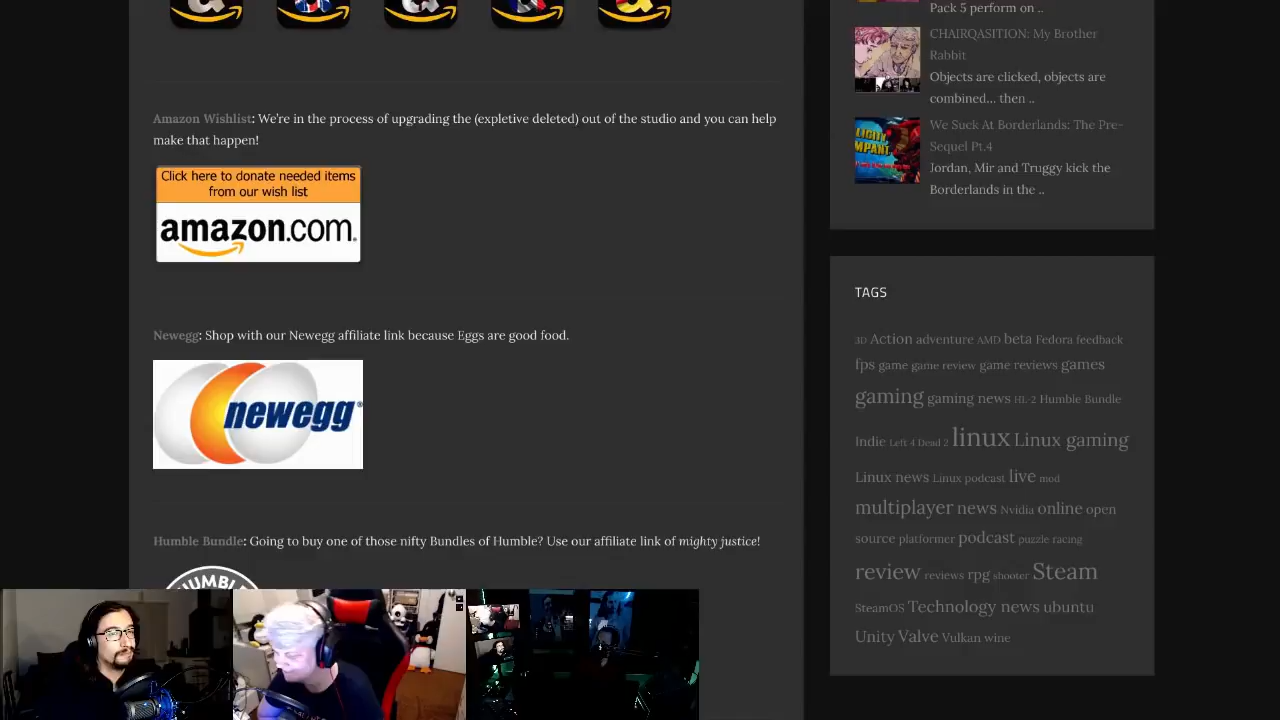 Amazon Wishlist: We're in the process of upgrading the (expletive deleted) out of the studio and you can help
make that happen!
Click here to donate needed items
from our wish list
amazon.com.
Newegg: Shop with our Newegg affiliate link because Eggs are good food.
newegg®
Humble Bundle: Going to buy one of those nifty Bundles of Humble? Use our affiliate link of mighty justice!
HUMBLE
Pack 5 perform on ..
CHAIRQASITION: My Brother
Rabbit
Objects are clicked, objects are
combined… then ..
We Suck At Borderlands: The Pre-
Sequel Pt.4
Jordan, Mir and Truggy kick the
Borderlands in the ..
TAGS
3D Action adventure AMD beta Fedora feedback
fps game game review game reviews games
gaming gaming news HL-2 Humble Bundle
Indie Left 4 Dead 2 linux Linux gaming
Linux news Linux podcast live mod
multiplayer news Nvidia online open
source platformer podcast puzzle racing
review reviews rpg shooter Steam
SteamOS Technology news ubuntu
Unity Valve Vulkan wine